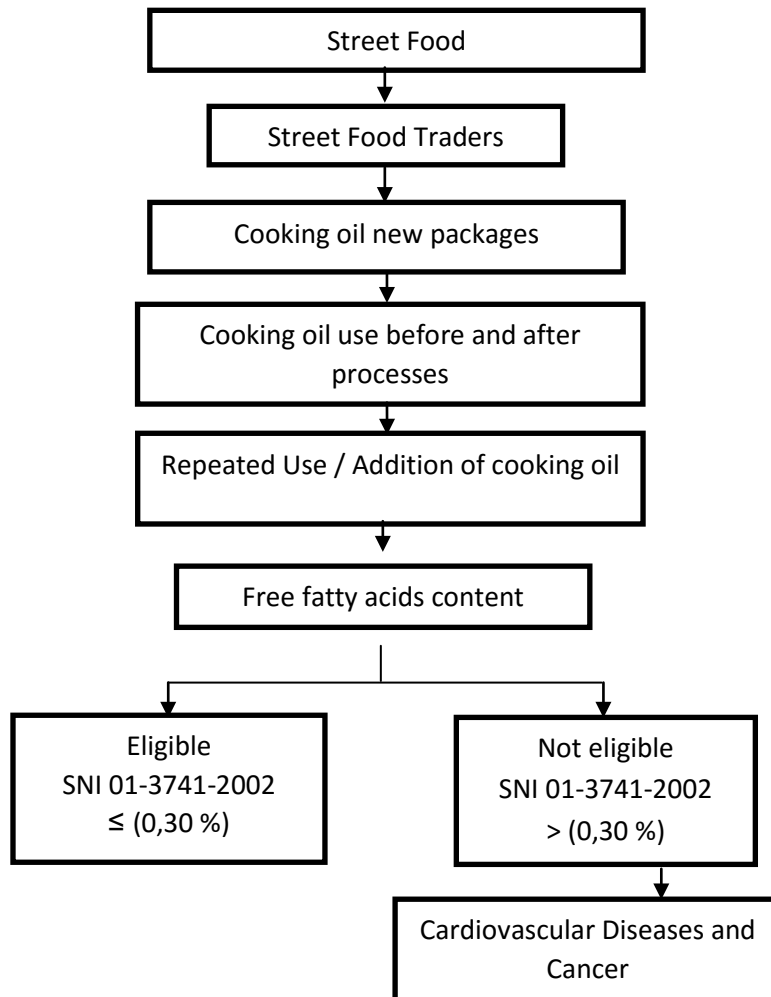 Street Food
Street Food Traders
Cooking oil new packages
Cooking oil use before and after
processes
Repeated Use / Addition of cooking oil
Free fatty acids content
Eligible
SNI 01-3741-2002
≤ (0,30 %)
Not eligible
SNI 01-3741-2002
> (0,30 %)
Cardiovascular Diseases and
Cancer